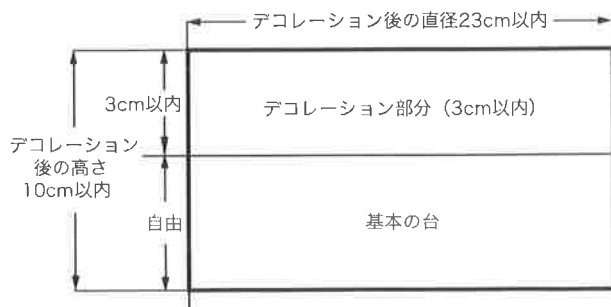 デコレーション後の直径23cm以内
3cm以内
デコレーション部分（3cm以内）
デコレーション
後の高さ
10cm以内
自由
基本の台